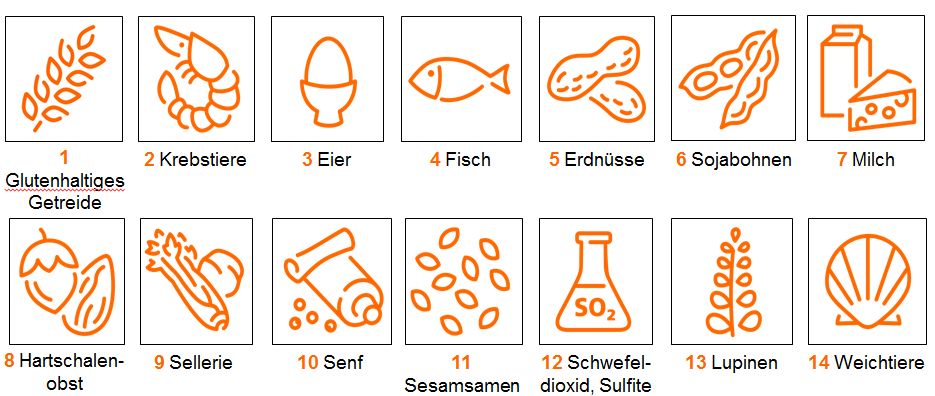 1
Glutenhaltiges
Getreide
2 Krebstiere
3 Eier
4 Fisch
5 Erdnüsse
6 Sojabohnen
7 Milch
8 Hartschalen-
obst
9 Sellerie
10 Senf
11
Sesamsamen
SO₂
12 Schwefel-
dioxid, Sulfite
13 Lupinen
14 Weichtiere